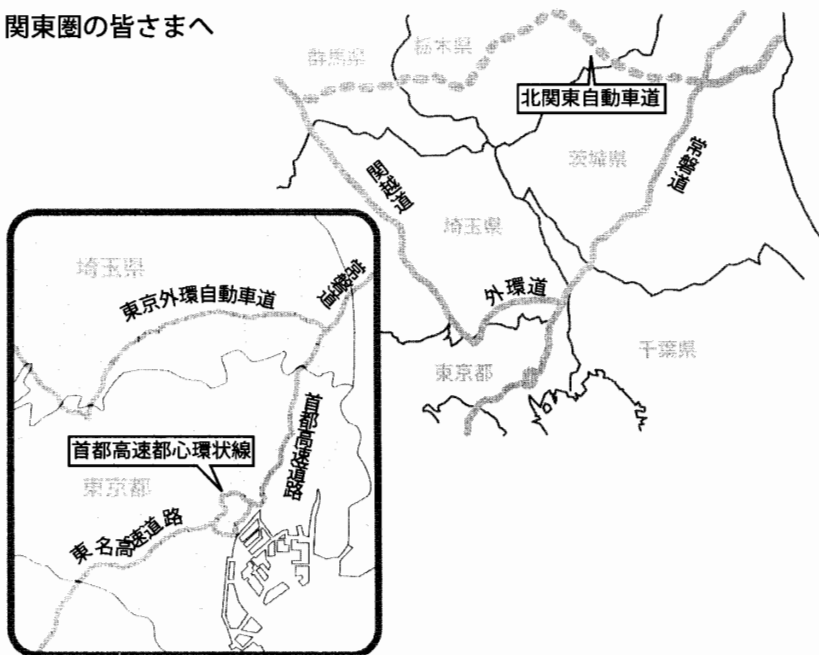 関東圏の皆さまへ
群馬県
栃木県
北関東自動車道
茨城県
常磐道
関越道
埼玉県
外環道
千葉県
東京都
埼玉県
常磐道
東京外環自動車道
首都高速道路
首都高速都心環状線
東京都
東名高速道路